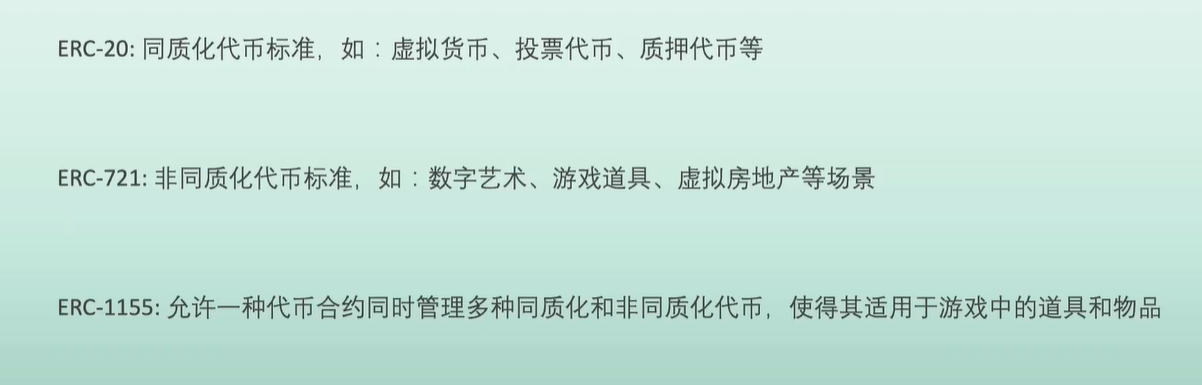 ERC-20: 同质化代币标准，如：虚拟货币、投票代币、质押代币等
ERC-721: 非同质化代币标准，如：数字艺术、游戏道具、虚拟房地产等场景
ERC-1155: 允许一种代币合约同时管理多种同质化和非同质化代币，使得其适用于游戏中的道具和物品